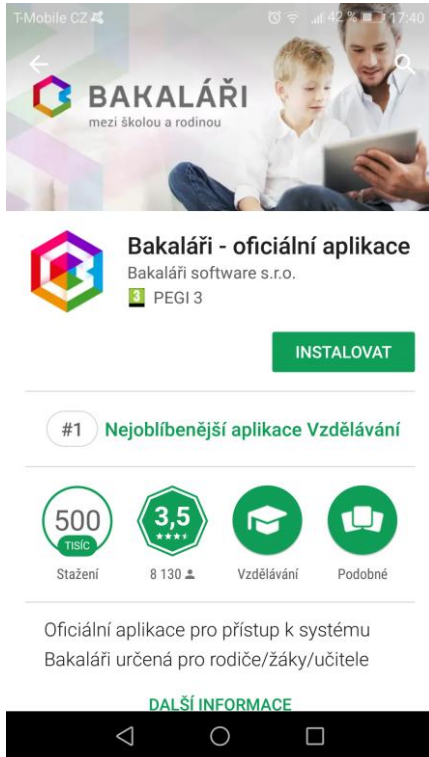 T-Mobile CZ
42 % 17:40
BAKALÁŘI
mezi školou a rodinou
Bakaláři - oficiální aplikace
Bakaláři software s.r.o.
3 PEGI 3
INSTALOVAT
#1 Nejoblíbenější aplikace Vzdělávání
500
TISÍC
3,5
Stažení
8 130
Vzdělávání
Podobné
Oficiální aplikace pro přístup k systému
Bakaláři určená pro rodiče/žáky/učitele
DALŠÍ INFORMACE